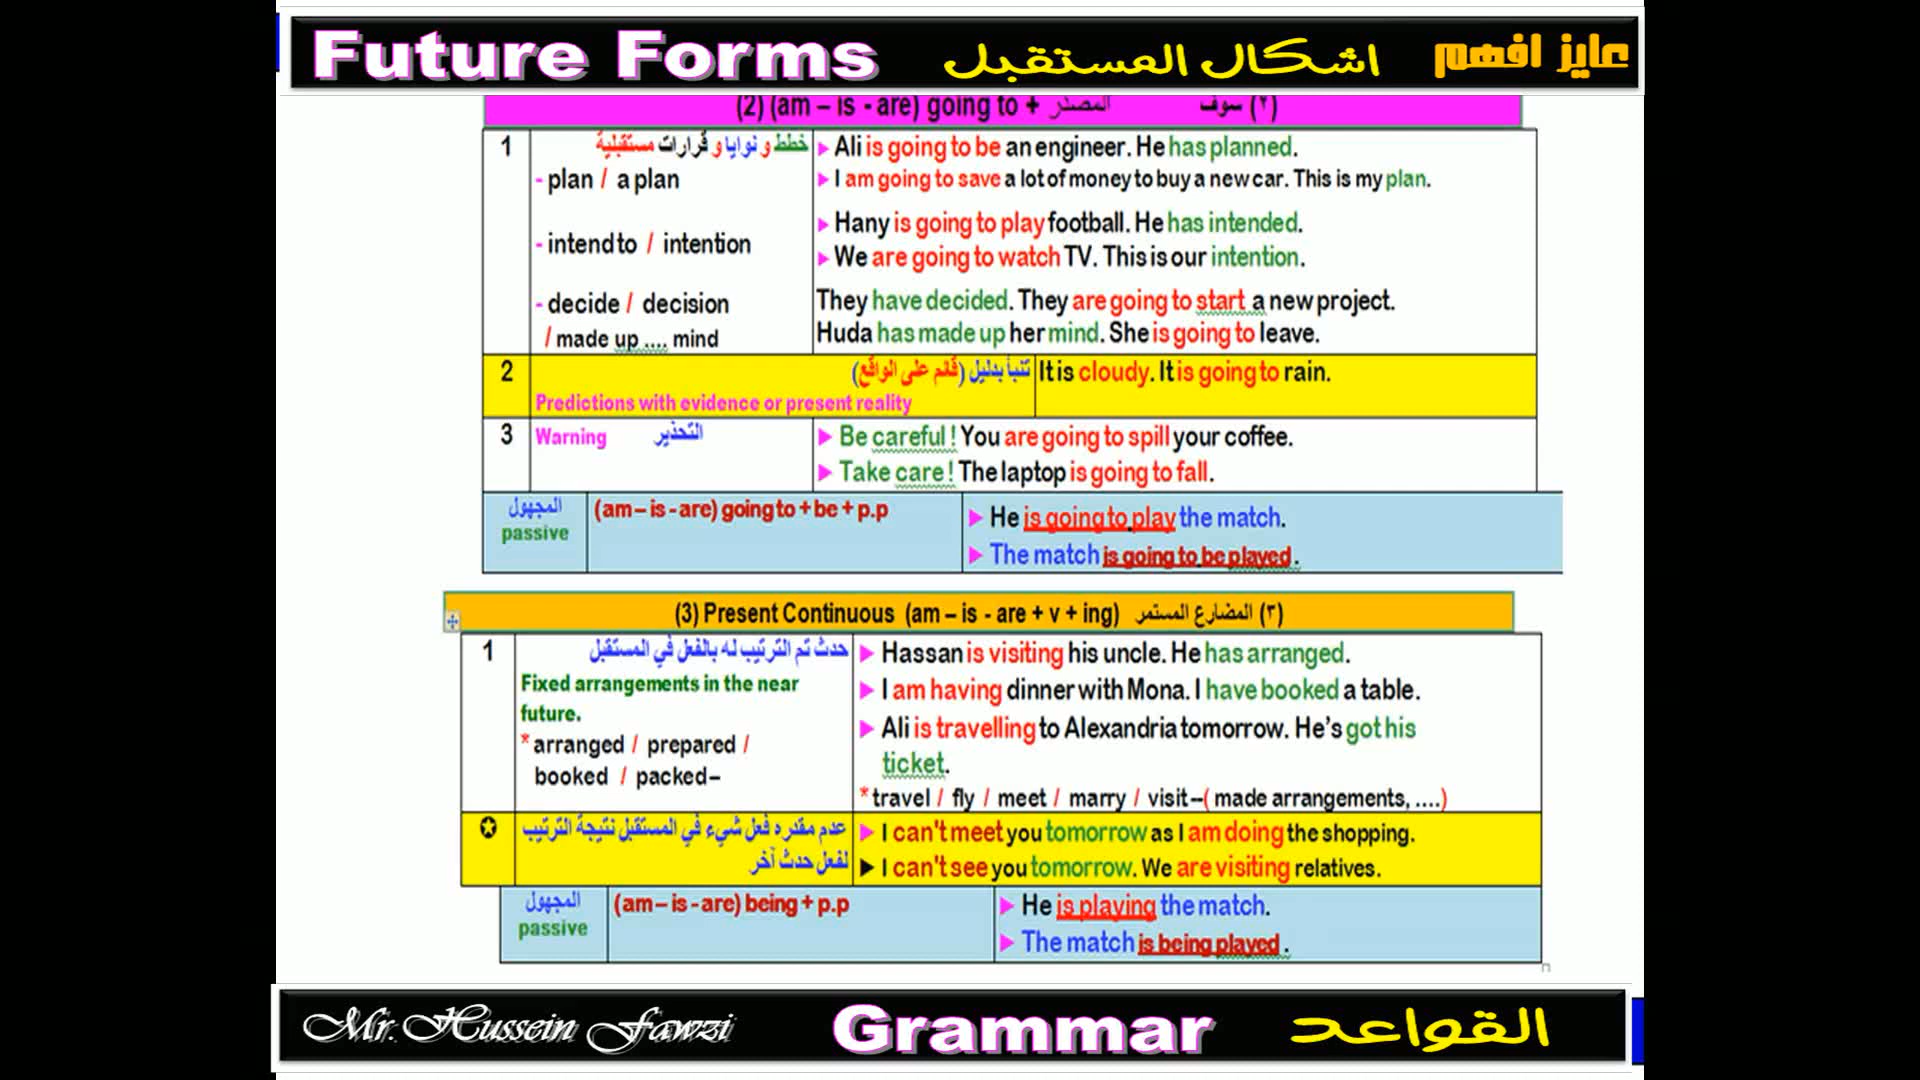 Future Forms اشكال المستقبل عايز افهم
(2) (am – is - are) going to + المصدر (٢) سوف
1 خطط و نوايا و قرارات مستقبلية
- plan / a plan
- intend to / intention
- decide / decision
/ made up .... mind
Ali is going to be an engineer. He has planned.
I am going to save a lot of money to buy a new car. This is my plan.
Hany is going to play football. He has intended.
We are going to watch TV. This is our intention.
They have decided. They are going to start a new project.
Huda has made up her mind. She is going to leave.
2 تنبأ بدليل (قائم على الواقع)
Predictions with evidence or present reality
It is cloudy. It is going to rain.
3 Warning التحذير
Be careful! You are going to spill your coffee.
Take care! The laptop is going to fall.
المجهول
passive
(am – is - are) going to + be + p.p
He is going to play the match.
The match is going to be played.
(3) Present Continuous (am – is - are + v + ing) (٣) المضارع المستمر
1 حدث تم الترتيب له بالفعل في المستقبل
Fixed arrangements in the near
future.
* arranged / prepared /
booked / packed–
Hassan is visiting his uncle. He has arranged.
I am having dinner with Mona. I have booked a table.
Ali is travelling to Alexandria tomorrow. He's got his
ticket.
* travel / fly / meet / marry / visit --( made arrangements, ....)
✪ عدم مقدره فعل شيء في المستقبل نتيجة الترتيب
لفعل حدث آخر
I can't meet you tomorrow as I am doing the shopping.
I can't see you tomorrow. We are visiting relatives.
المجهول
passive
(am – is - are) being + p.p
He is playing the match.
The match is being played .
Mr. Hussein Fawzi Grammar القواعد